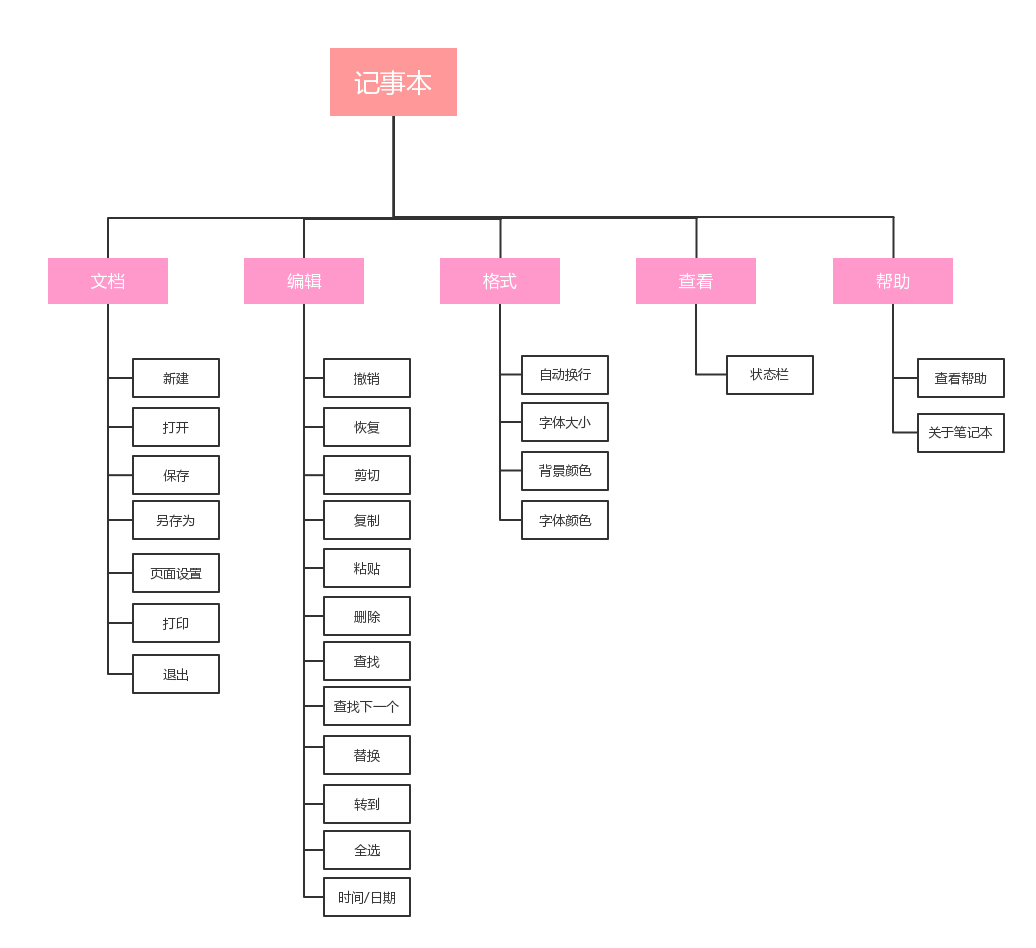 记事本
文档
编辑
格式
查看
帮助
新建
打开
保存
另存为
页面设置
打印
退出
撤销
恢复
剪切
复制
粘贴
删除
查找
查找下一个
替换
转到
全选
时间/日期
自动换行
字体大小
背景颜色
字体颜色
状态栏
查看帮助
关于笔记本